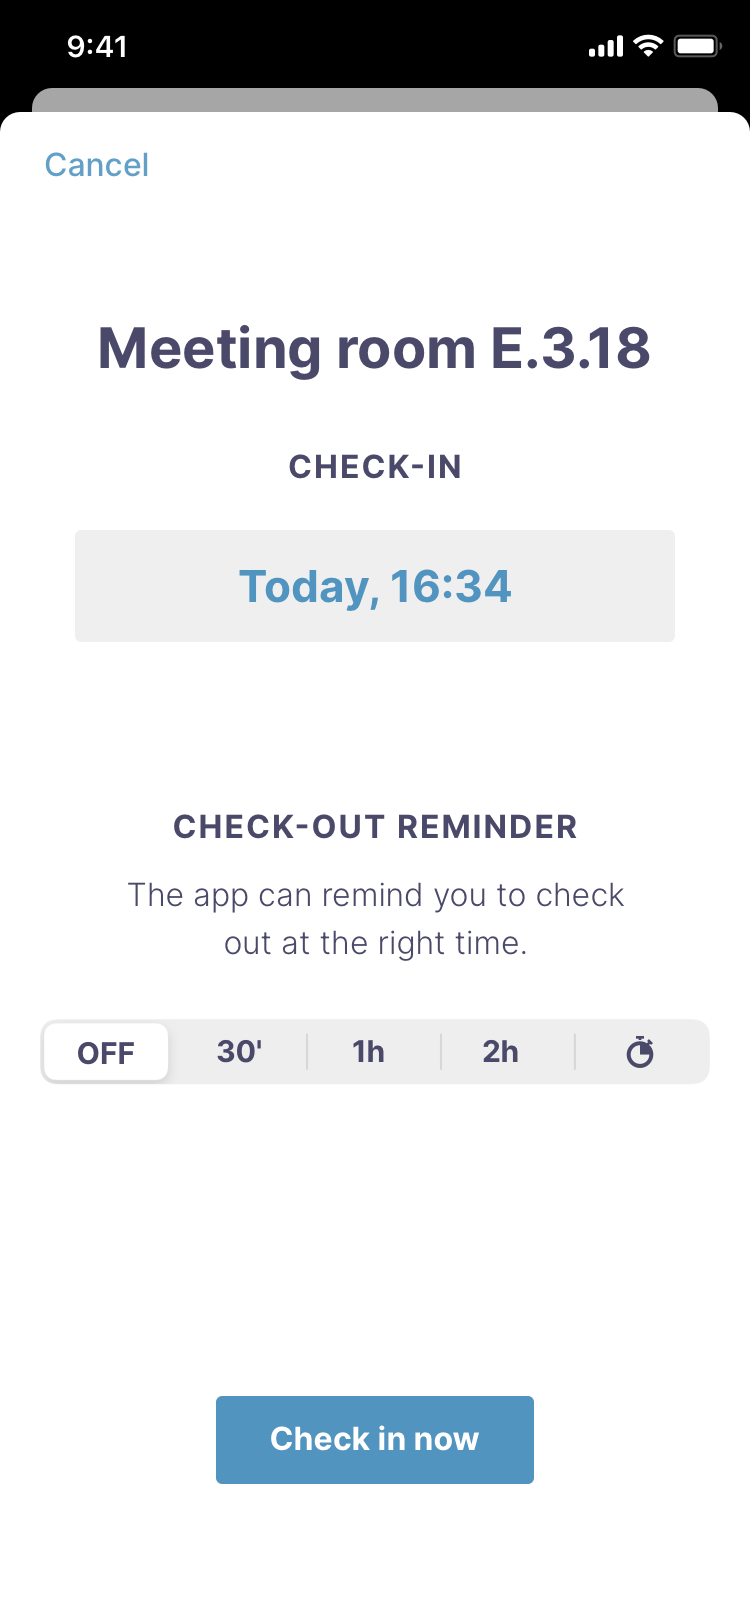 9:41
Cancel
Meeting room E.3.18
CHECK-IN
Today, 16:34
CHECK-OUT REMINDER
The app can remind you to check
out at the right time.
OFF 30' 1h 2h
Check in now